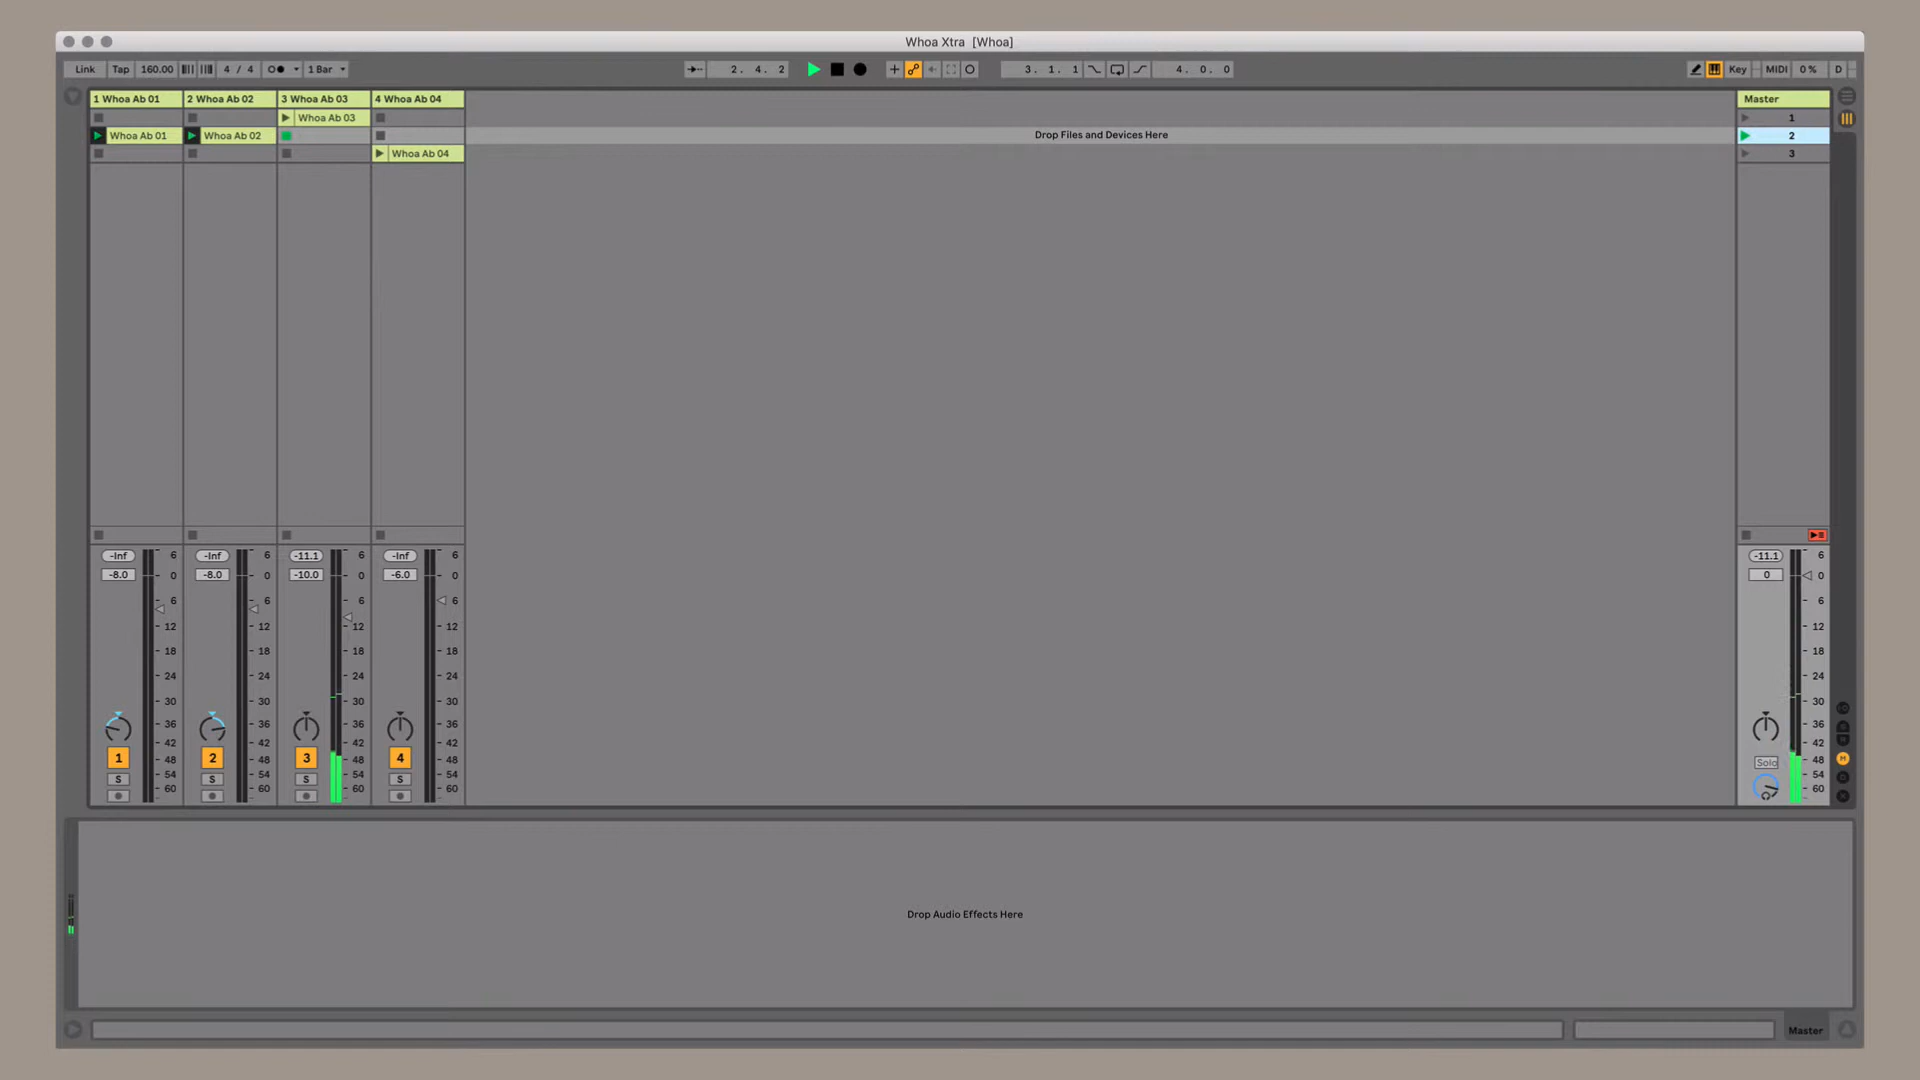 Whoa Xtra [Whoa]
Link Tap 160.00 4 / 4 1 Bar 2. 4. 2 3. 1. 1 4. 0. 0 Key MIDI 0 % D
1 Whoa Ab 01 2 Whoa Ab 02 3 Whoa Ab 03 4 Whoa Ab 04 Master
Whoa Ab 03 1
Whoa Ab 01 Whoa Ab 02 Drop Files and Devices Here 2
Whoa Ab 04 3
-Inf 6 -Inf 6 -11.1 6 -Inf 6 -11.1 6
-8.0 0 -8.0 0 -10.0 0 -6.0 0 0 0
6 6 6 6 6
12 12 12 12 12
18 18 18 18 18
24 24 24 24 24
30 30 30 30 30
36 36 36 36 36
42 42 42 42 42
1 48 2 48 3 48 4 48 Solo 48
S 54 S 54 S 54 S 54 54
60 60 60 60 60
Drop Audio Effects Here
Master